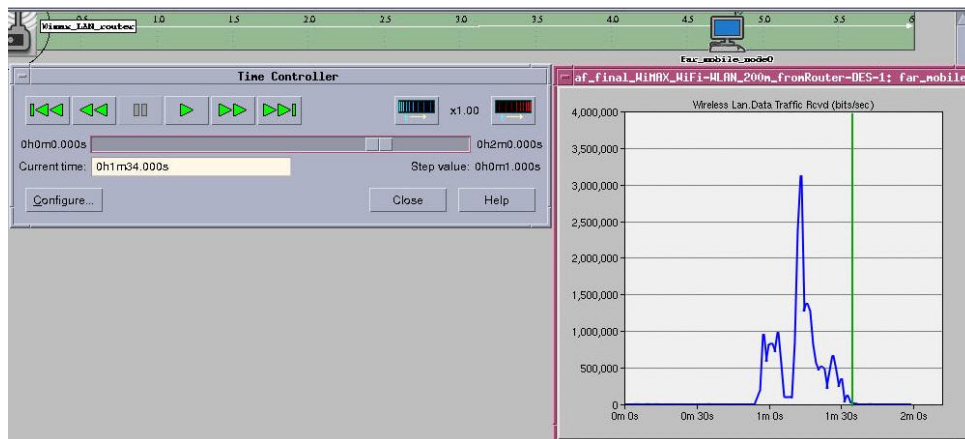 0.5 1.0 1.5 2.0 2.5 3.0 3.5 4.0 4.5 5.0 5.5 6
Wimax_LAN_router
Far_mobile_node0
Time Controller
x1.00
0h0m0.000s
0h2m0.000s
Current time: 0h1m34.000s
Step value: 0h0m1.000s
Configure...
Close
Help
af_final_WiMAX_WiFi-WLAN_200m_fromRouter-DES-1: far_mobile
Wireless Lan.Data Traffic Rcvd (bits/sec)
4,000,000
3,500,000
3,000,000
2,500,000
2,000,000
1,500,000
1,000,000
500,000
0
0m 0s 0m 30s 1m 0s 1m 30s 2m 0s